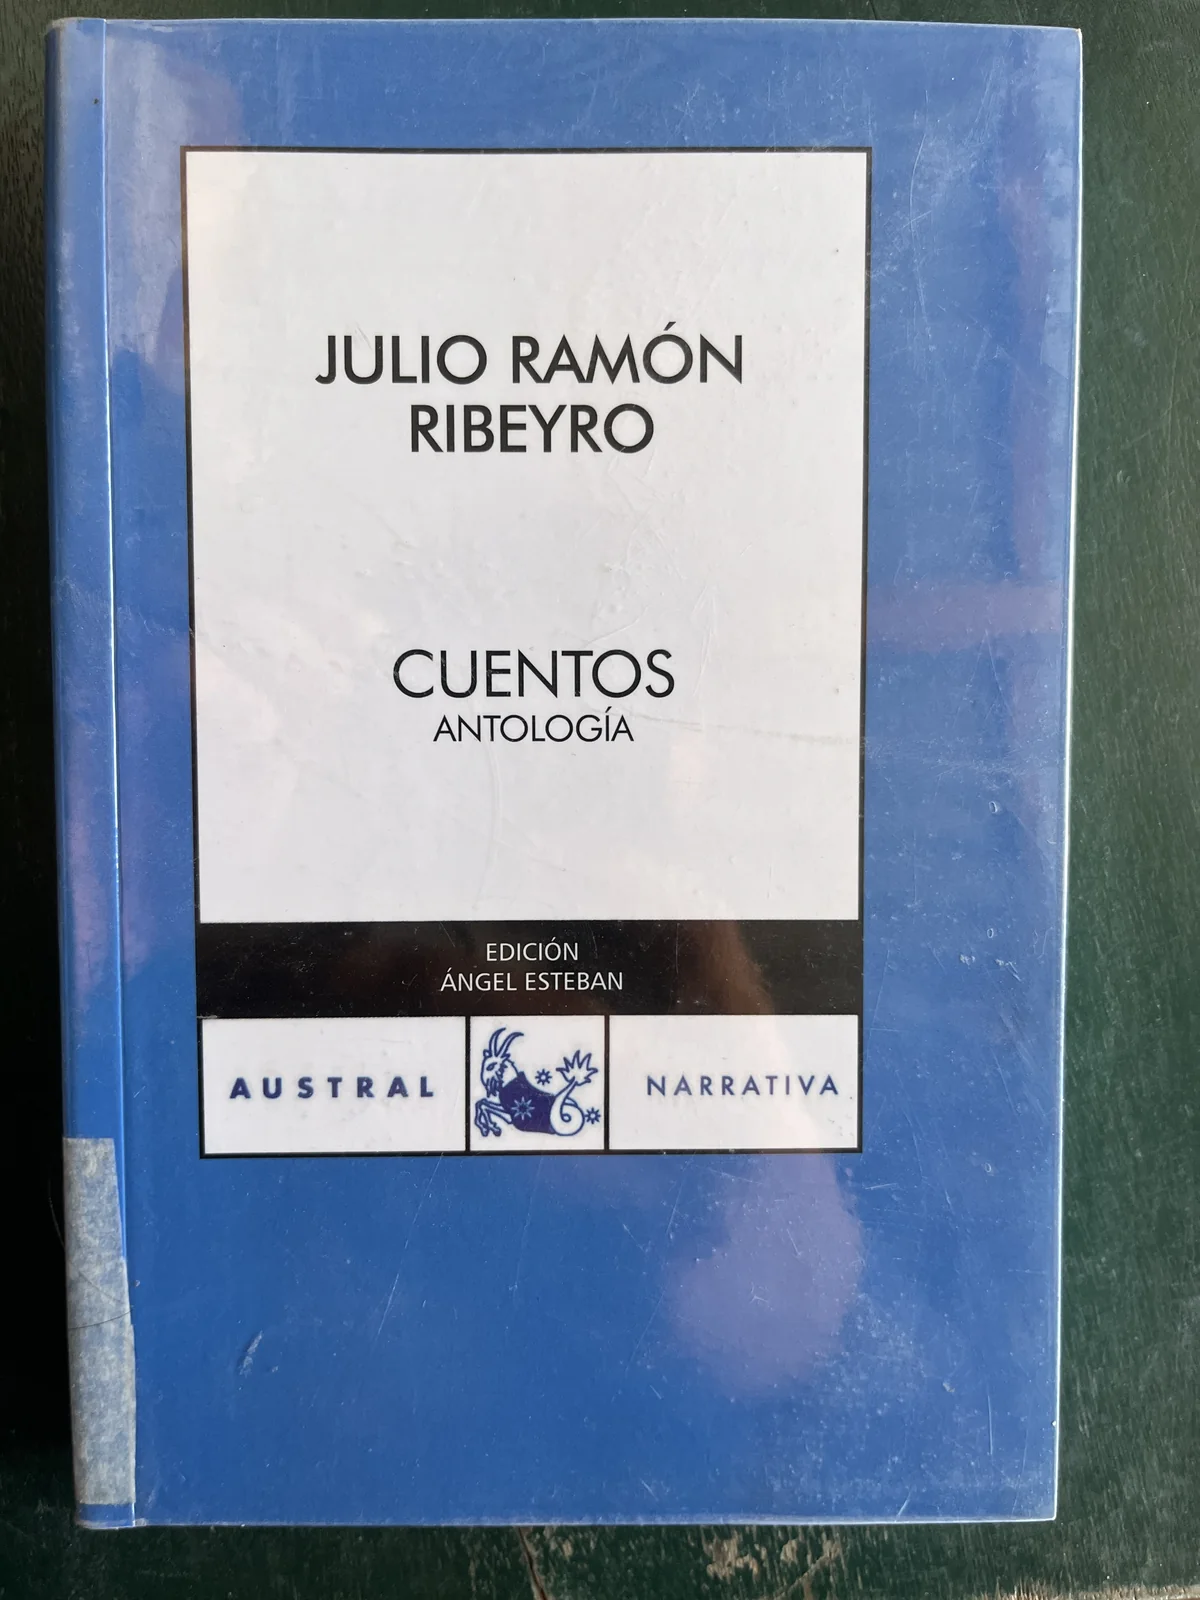 JULIO RAMÓN
RIBEYRO
CUENTOS
ANTOLOGÍA
EDICIÓN
ÁNGEL ESTEBAN
AUSTRAL
NARRATIVA